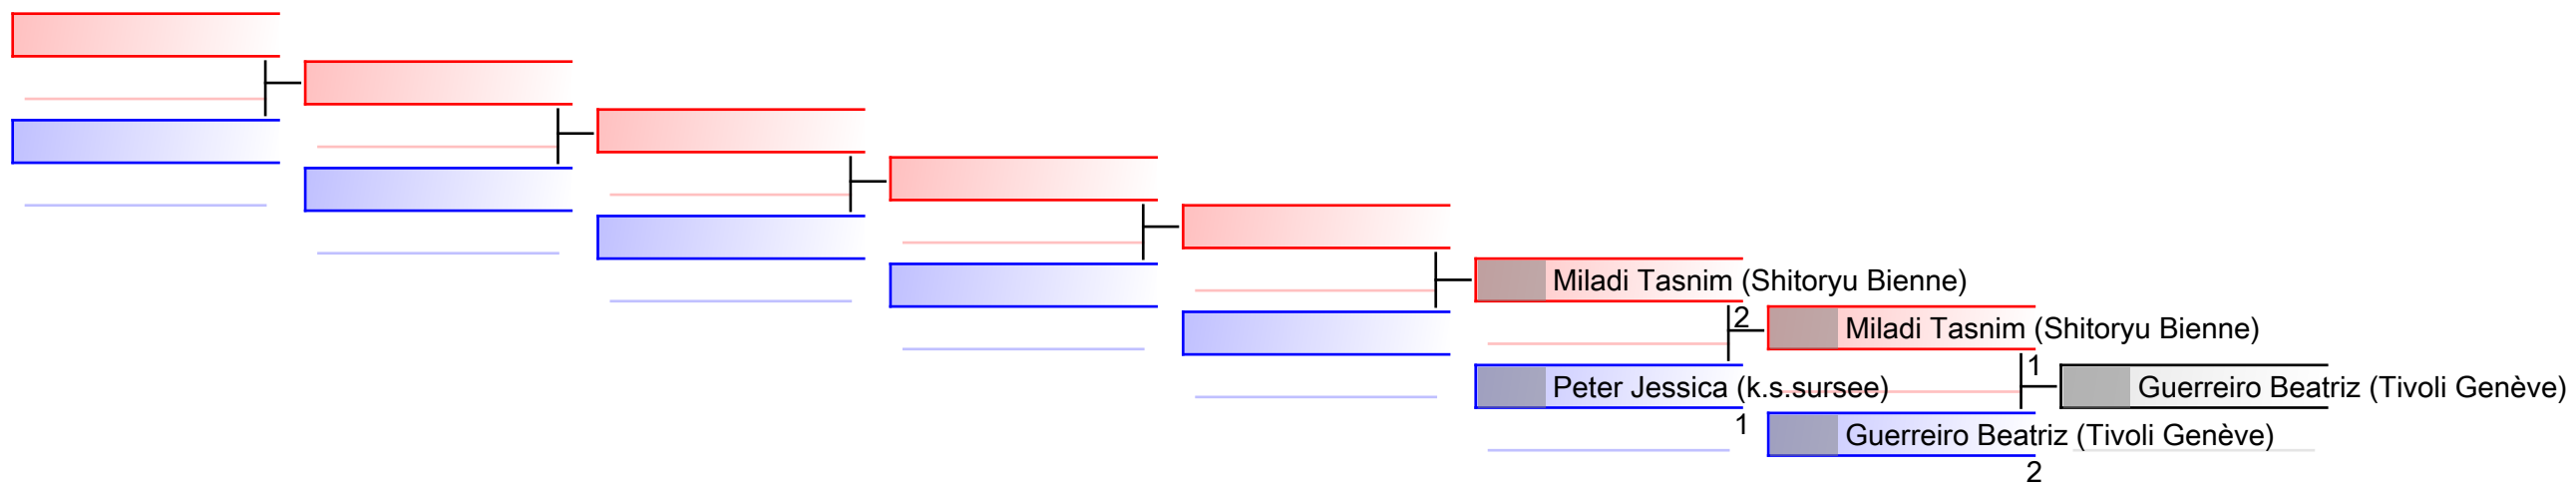 Miladi Tasnim (Shitoryu Bienne)
2
Miladi Tasnim (Shitoryu Bienne)
1
Peter Jessica (k.s.sursee)
Guerreiro Beatriz (Tivoli Genève)
1
Guerreiro Beatriz (Tivoli Genève)
2